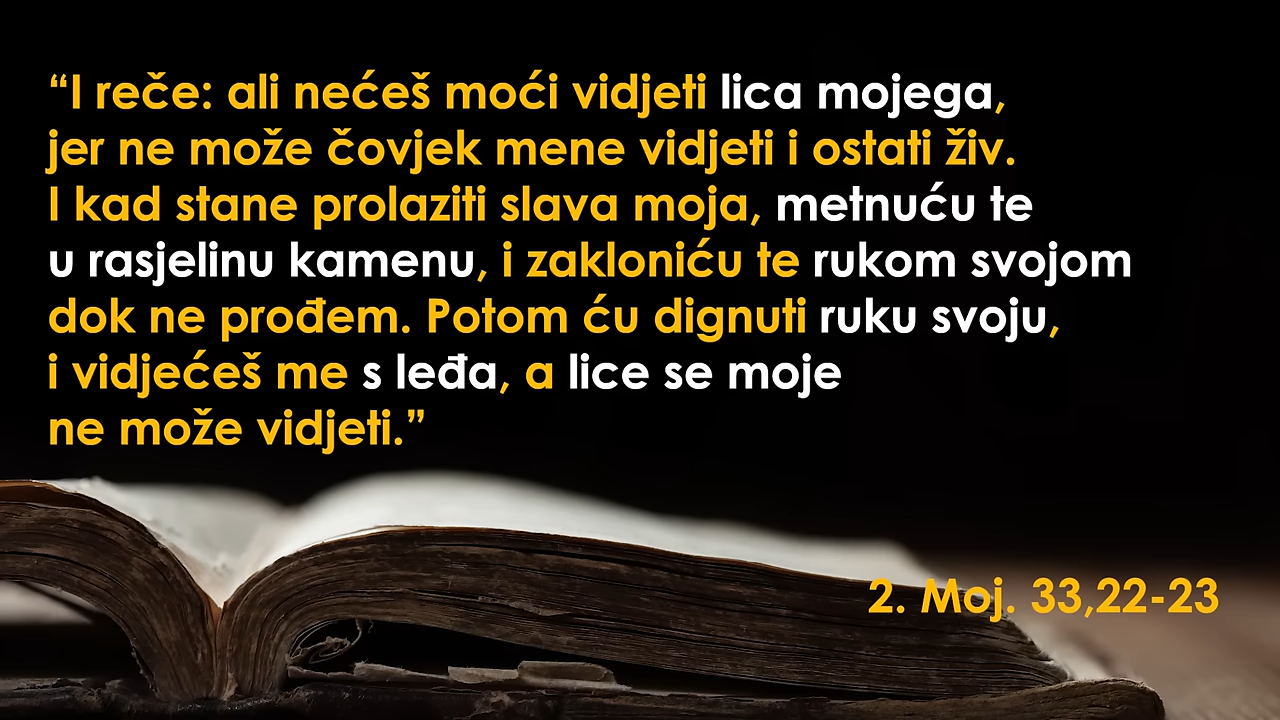 “I reče: ali nećeš moći vidjeti lica mojega,
jer ne može čovjek mene vidjeti i ostati živ.
I kad stane prolaziti slava moja, metnuću te
u rasjelinu kamenu, i zakloniću te rukom svojom
dok ne prođem. Potom ću dignuti ruku svoju,
i vidjećeš me s leđa, a lice se moje
ne može vidjeti.”
2. Moj. 33,22-23